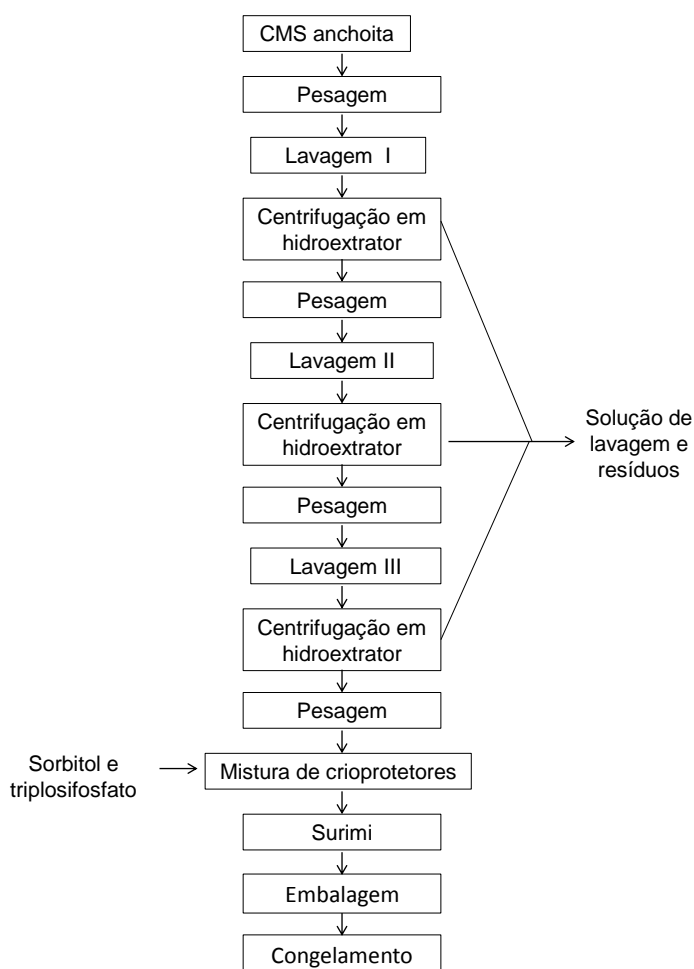 CMS anchoita
Pesagem
Lavagem I
Centrifugação em
hidroextrator
Pesagem
Lavagem II
Centrifugação em
hidroextrator
Solução de
lavagem e
resíduos
Pesagem
Lavagem III
Centrifugação em
hidroextrator
Pesagem
Sorbitol e
triplosifosfato
Mistura de crioprotetores
Surimi
Embalagem
Congelamento